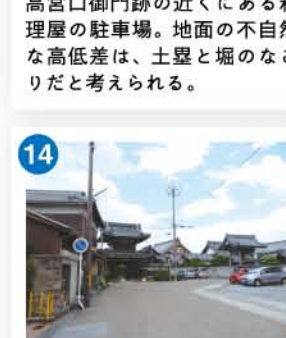 高宮口御門跡の近くにある
理屋の駐車場。地面の不自然
な高低差は、土塁と堀のな
りだと考えられる。
14